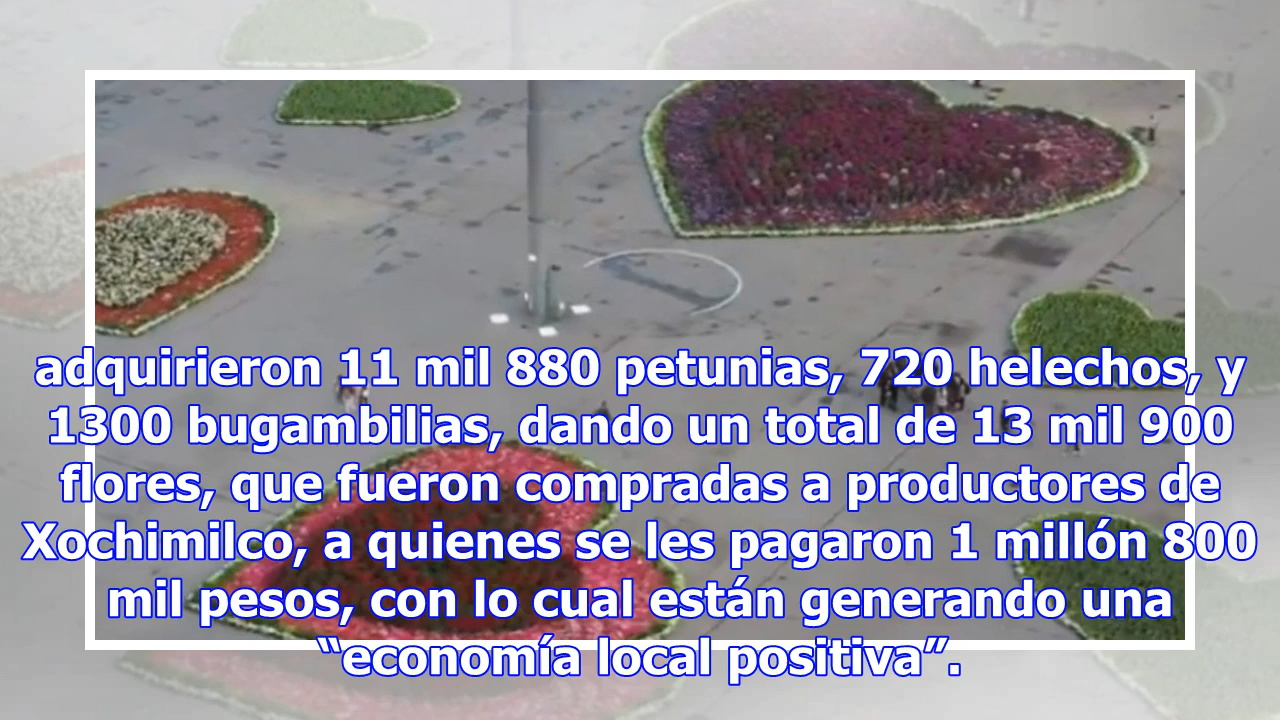 adquirieron 11 mil 880 petunias, 720 helechos, y
1300 bugambilias, dando un total de 13 mil 900
flores, que fueron compradas a productores de
Xochimilco, a quienes se les pagaron 1 millón 800
mil pesos, con lo cual están generando una
“economía local positiva”.